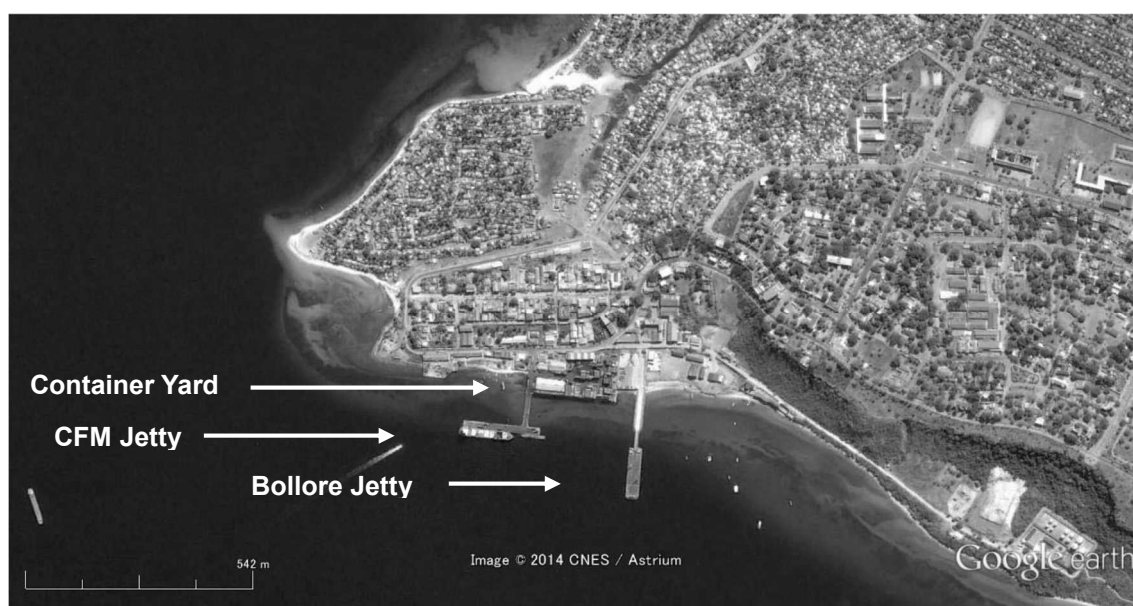 Container Yard
CFM Jetty
Bollore Jetty
542 m
Image © 2014 CNES / Astrium
Google earth